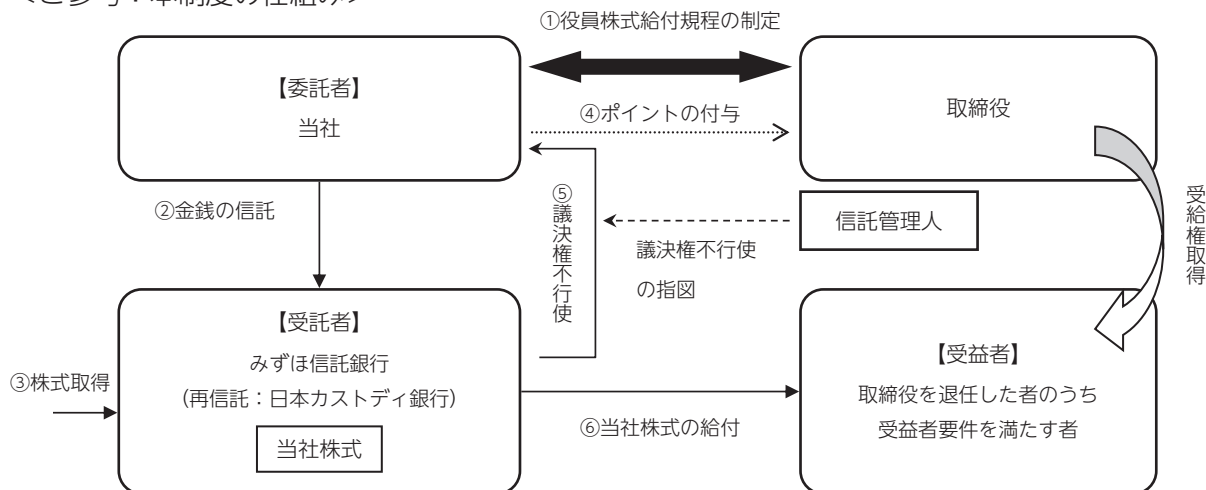 ＜ご参考：本制度の仕組み＞
①役員株式給付規程の制定
【委託者】
当社
取締役
④ポイントの付与
②金銭の信託
⑤議決権不行使
信託管理人
議決権不行使
の指図
受給権取得
【受託者】
みずほ信託銀行
（再信託：日本カストディ銀行）
当社株式
③株式取得
⑥当社株式の給付
【受益者】
取締役を退任した者のうち
受益者要件を満たす者